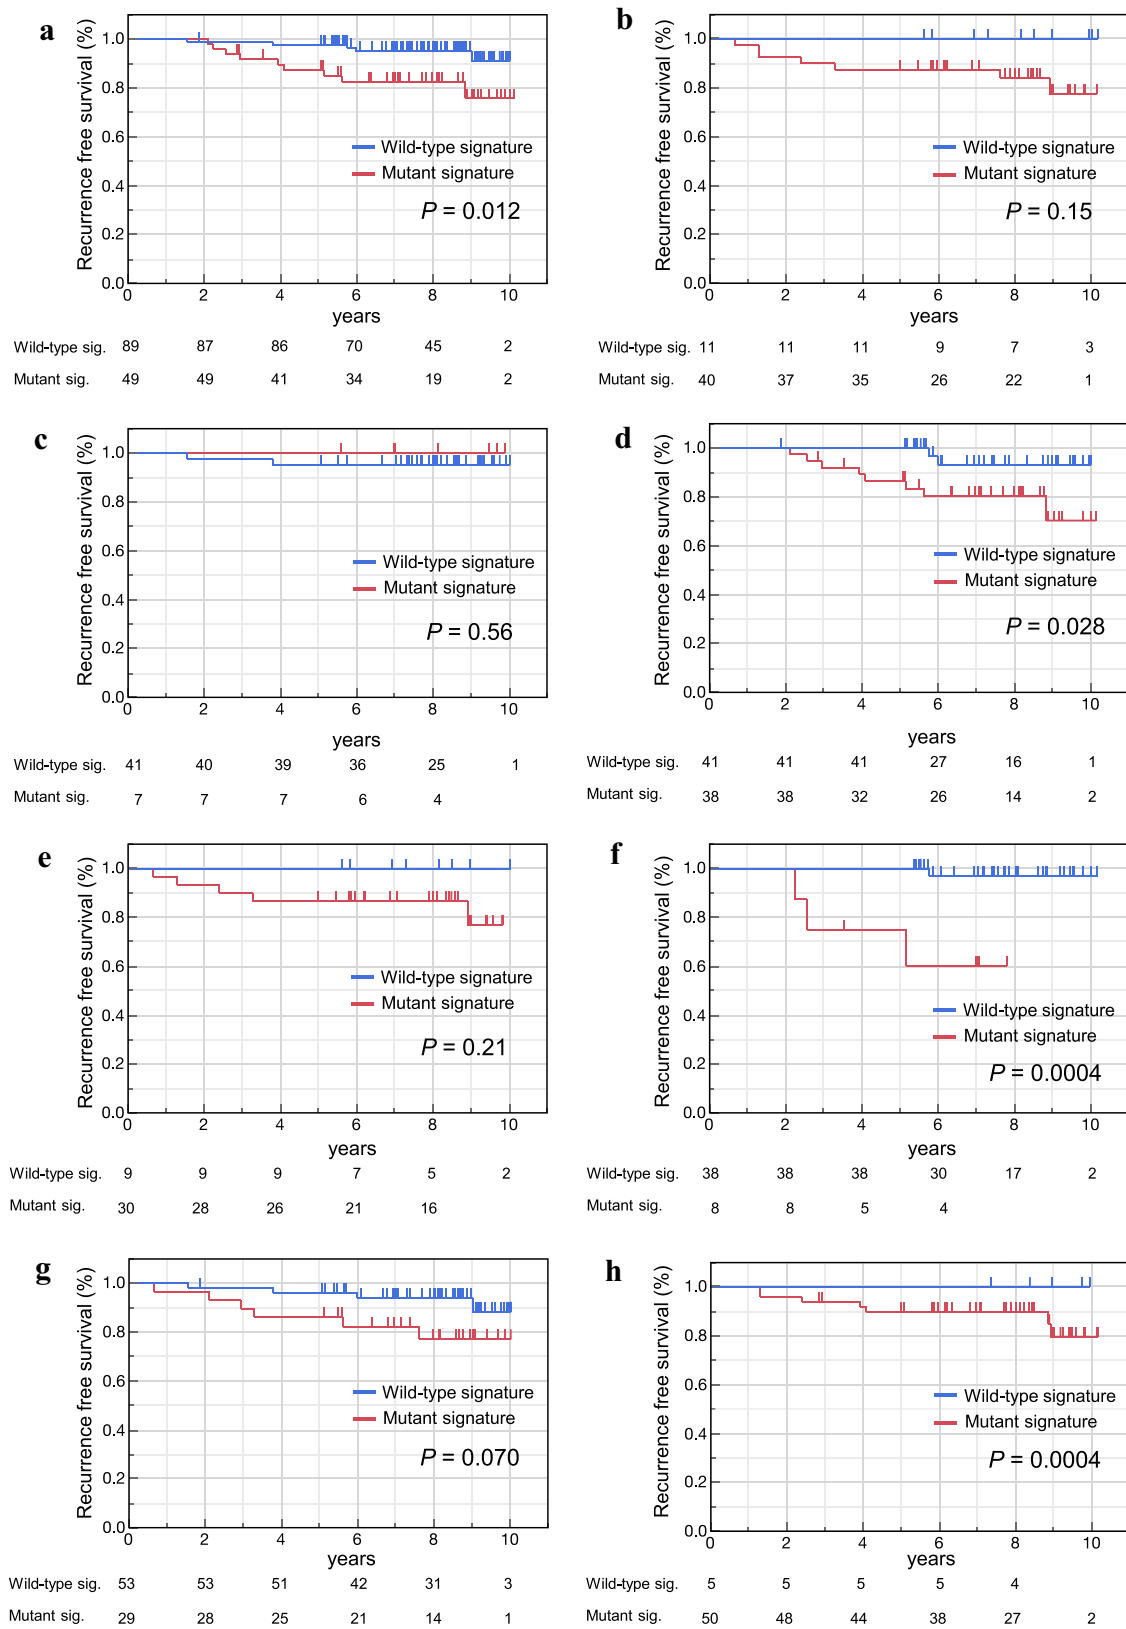 a
Recurrence free survival (%)
1.0
0.8
0.6
0.4
0.2
0.0
Wild-type signature
Mutant signature
P = 0.012
0 2 4 6 8 10
years
Wild-type sig. 89 87 86 70 45 2
Mutant sig. 49 49 41 34 19 2
b
Recurrence free survival (%)
1.0
0.8
0.6
0.4
0.2
0.0
Wild-type signature
Mutant signature
P = 0.15
0 2 4 6 8 10
years
Wild-type sig. 11 11 11 9 7 3
Mutant sig. 40 37 35 26 22 1
c
Recurrence free survival (%)
1.0
0.8
0.6
0.4
0.2
0.0
Wild-type signature
Mutant signature
P = 0.56
0 2 4 6 8 10
years
Wild-type sig. 41 40 39 36 25 1
Mutant sig. 7 7 7 6 4
d
Recurrence free survival (%)
1.0
0.8
0.6
0.4
0.2
0.0
Wild-type signature
Mutant signature
P = 0.028
0 2 4 6 8 10
years
Wild-type sig. 41 41 41 27 16 1
Mutant sig. 38 38 32 26 14 2
e
Recurrence free survival (%)
1.0
0.8
0.6
0.4
0.2
0.0
Wild-type signature
Mutant signature
P = 0.21
0 2 4 6 8 10
years
Wild-type sig. 9 9 9 7 5 2
Mutant sig. 30 28 26 21 16
f
Recurrence free survival (%)
1.0
0.8
0.6
0.4
0.2
0.0
Wild-type signature
Mutant signature
P = 0.0004
0 2 4 6 8 10
years
Wild-type sig. 38 38 38 30 17 2
Mutant sig. 8 8 5 4
g
Recurrence free survival (%)
1.0
0.8
0.6
0.4
0.2
0.0
Wild-type signature
Mutant signature
P = 0.070
0 2 4 6 8 10
years
Wild-type sig. 53 53 51 42 31 3
Mutant sig. 29 28 25 21 14 1
h
Recurrence free survival (%)
1.0
0.8
0.6
0.4
0.2
0.0
Wild-type signature
Mutant signature
P = 0.0004
0 2 4 6 8 10
years
Wild-type sig. 5 5 5 5 4
Mutant sig. 50 48 44 38 27 2